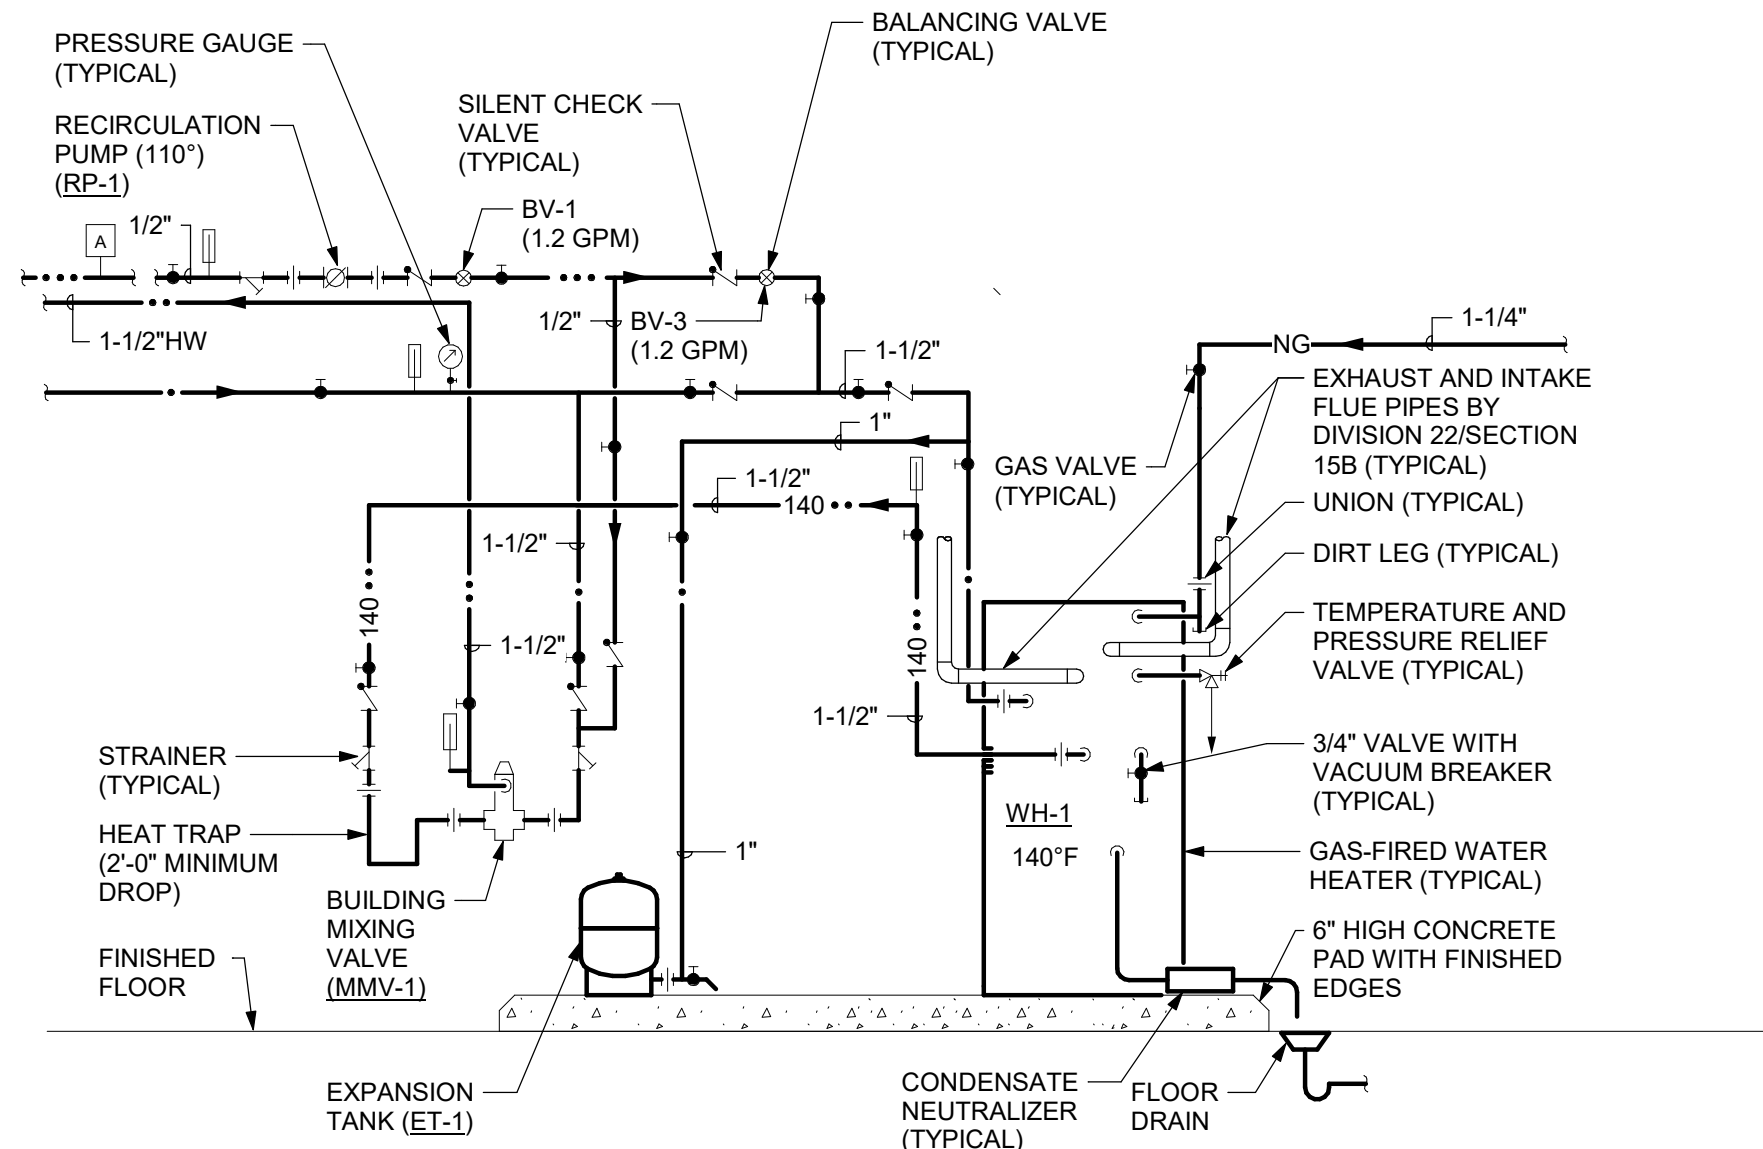 PRESSURE GAUGE
(TYPICAL)
BALANCING VALVE
(TYPICAL)
RECIRCULATION
PUMP (110°)
(RP-1)
SILENT CHECK
VALVE
(TYPICAL)
A
1/2"
BV-1
(1.2 GPM)
1-1/2"HW
1/2"
BV-3
(1.2 GPM)
1-1/2"
NG
1-1/4"
1"
GAS VALVE
(TYPICAL)
EXHAUST AND INTAKE
FLUE PIPES BY
DIVISION 22/SECTION
15B (TYPICAL)
1-1/2"
140
UNION (TYPICAL)
1-1/2"
DIRT LEG (TYPICAL)
140
1-1/2"
140
TEMPERATURE AND
PRESSURE RELIEF
VALVE (TYPICAL)
1-1/2"
STRAINER
(TYPICAL)
3/4" VALVE WITH
VACUUM BREAKER
(TYPICAL)
WH-1
140°F
HEAT TRAP
(2'-0" MINIMUM
DROP)
1"
GAS-FIRED WATER
HEATER (TYPICAL)
BUILDING
MIXING
VALVE
(MMV-1)
FINISHED
FLOOR
6" HIGH CONCRETE
PAD WITH FINISHED
EDGES
EXPANSION
TANK (ET-1)
CONDENSATE
NEUTRALIZER
(TYPICAL)
FLOOR
DRAIN